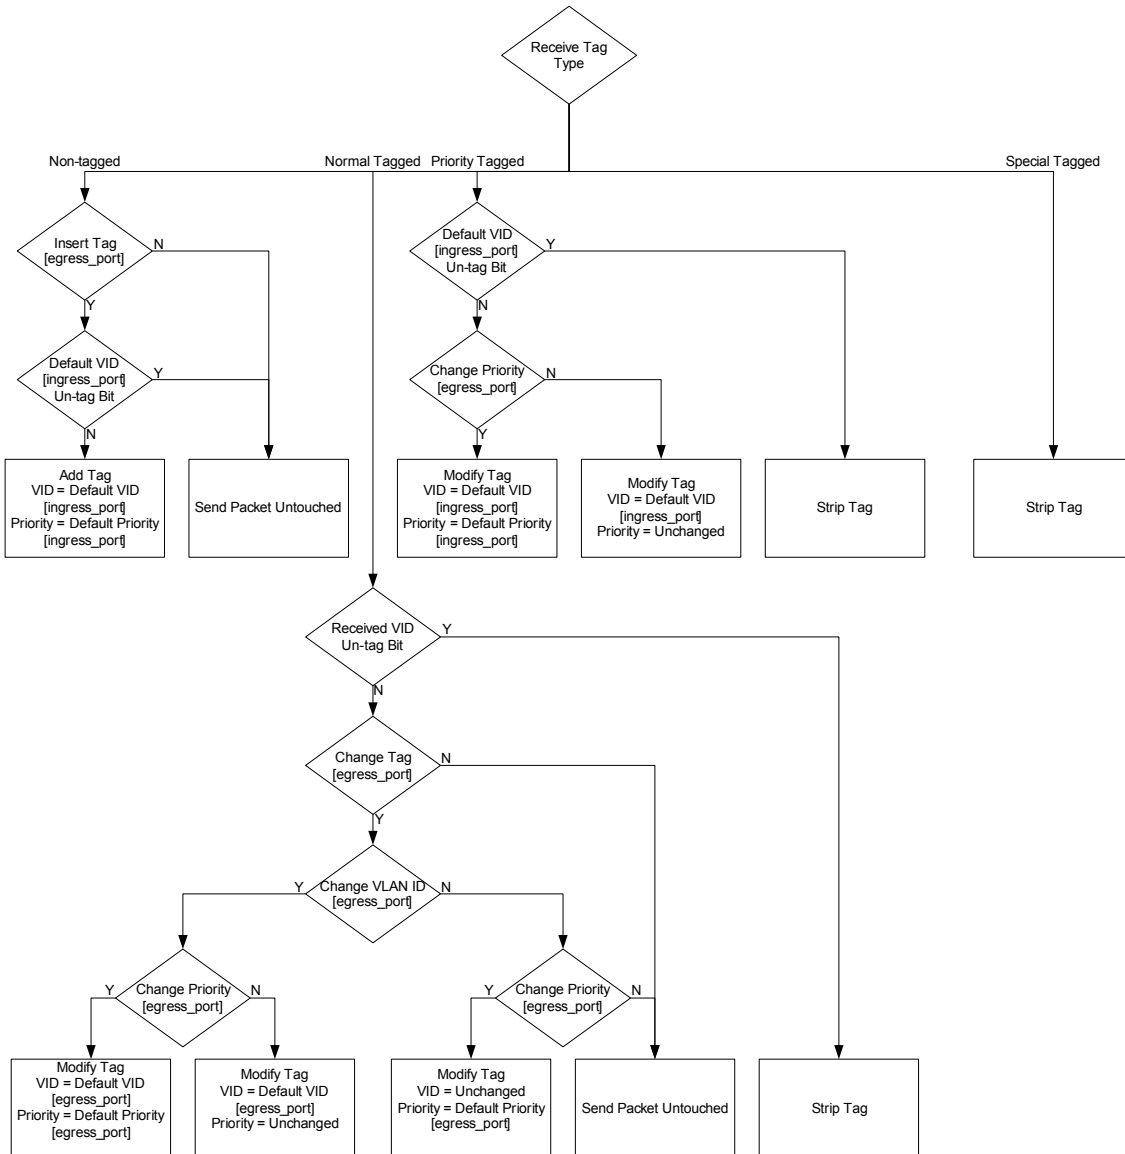 Receive Tag
Type
Non-tagged
Normal Tagged
Priority Tagged
Special Tagged
Insert Tag
[egress_port]
N
Y
Default VID
[ingress_port]
Un-tag Bit
Y
N
Default VID
[ingress_port]
Un-tag Bit
Y
N
Change Priority
[egress_port]
N
Y
Add Tag
VID = Default VID
[ingress_port]
Priority = Default Priority
[ingress_port]
Send Packet Untouched
Modify Tag
VID = Default VID
[ingress_port]
Priority = Default Priority
[ingress_port]
Modify Tag
VID = Default VID
[ingress_port]
Priority = Unchanged
Strip Tag
Strip Tag
Received VID
Un-tag Bit
Y
N
Change Tag
[egress_port]
N
Y
Change VLAN ID
[egress_port]
Y
N
Change Priority
[egress_port]
Y
N
Change Priority
[egress_port]
Y
N
Modify Tag
VID = Default VID
[egress_port]
Priority = Default Priority
[egress_port]
Modify Tag
VID = Default VID
[egress_port]
Priority = Unchanged
Modify Tag
VID = Unchanged
Priority = Default Priority
[egress_port]
Send Packet Untouched
Strip Tag